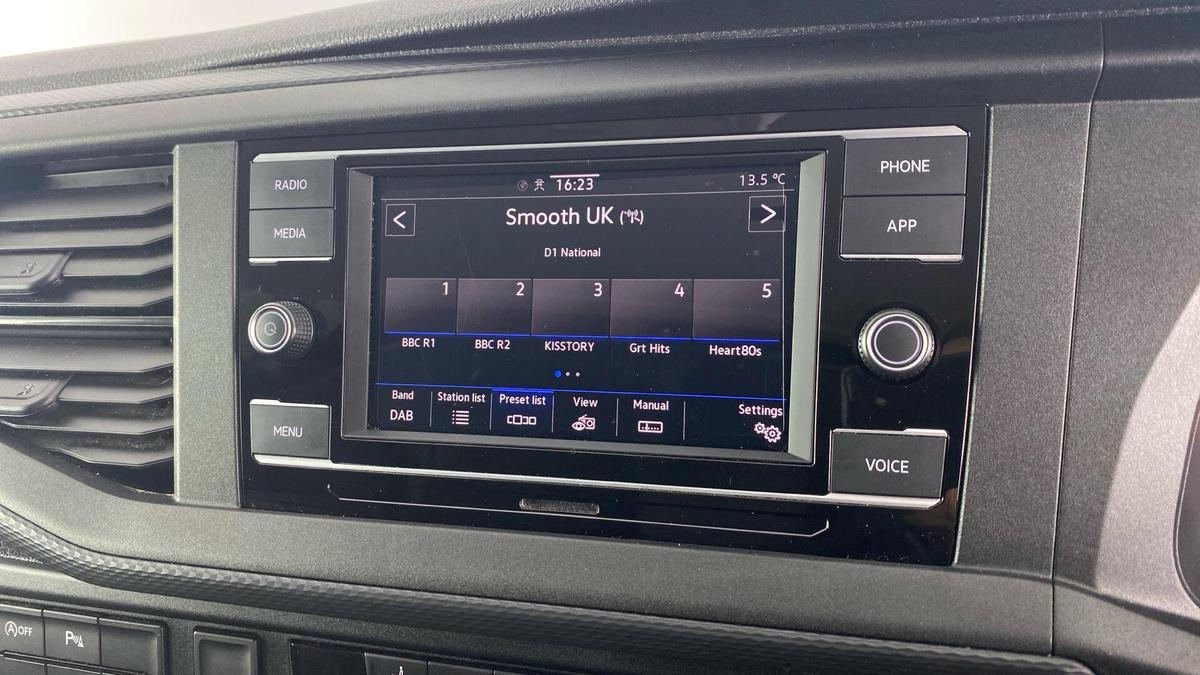 RADIO
MEDIA
MENU
16:23
13.5 °C
<
Smooth UK
>
D1 National
1 2 3 4 5
BBC R1 BBC R2 KISSTORY Grt Hits Heart80s
Band Station list Preset list View Manual Settings
DAB
PHONE
APP
VOICE
A OFF
P